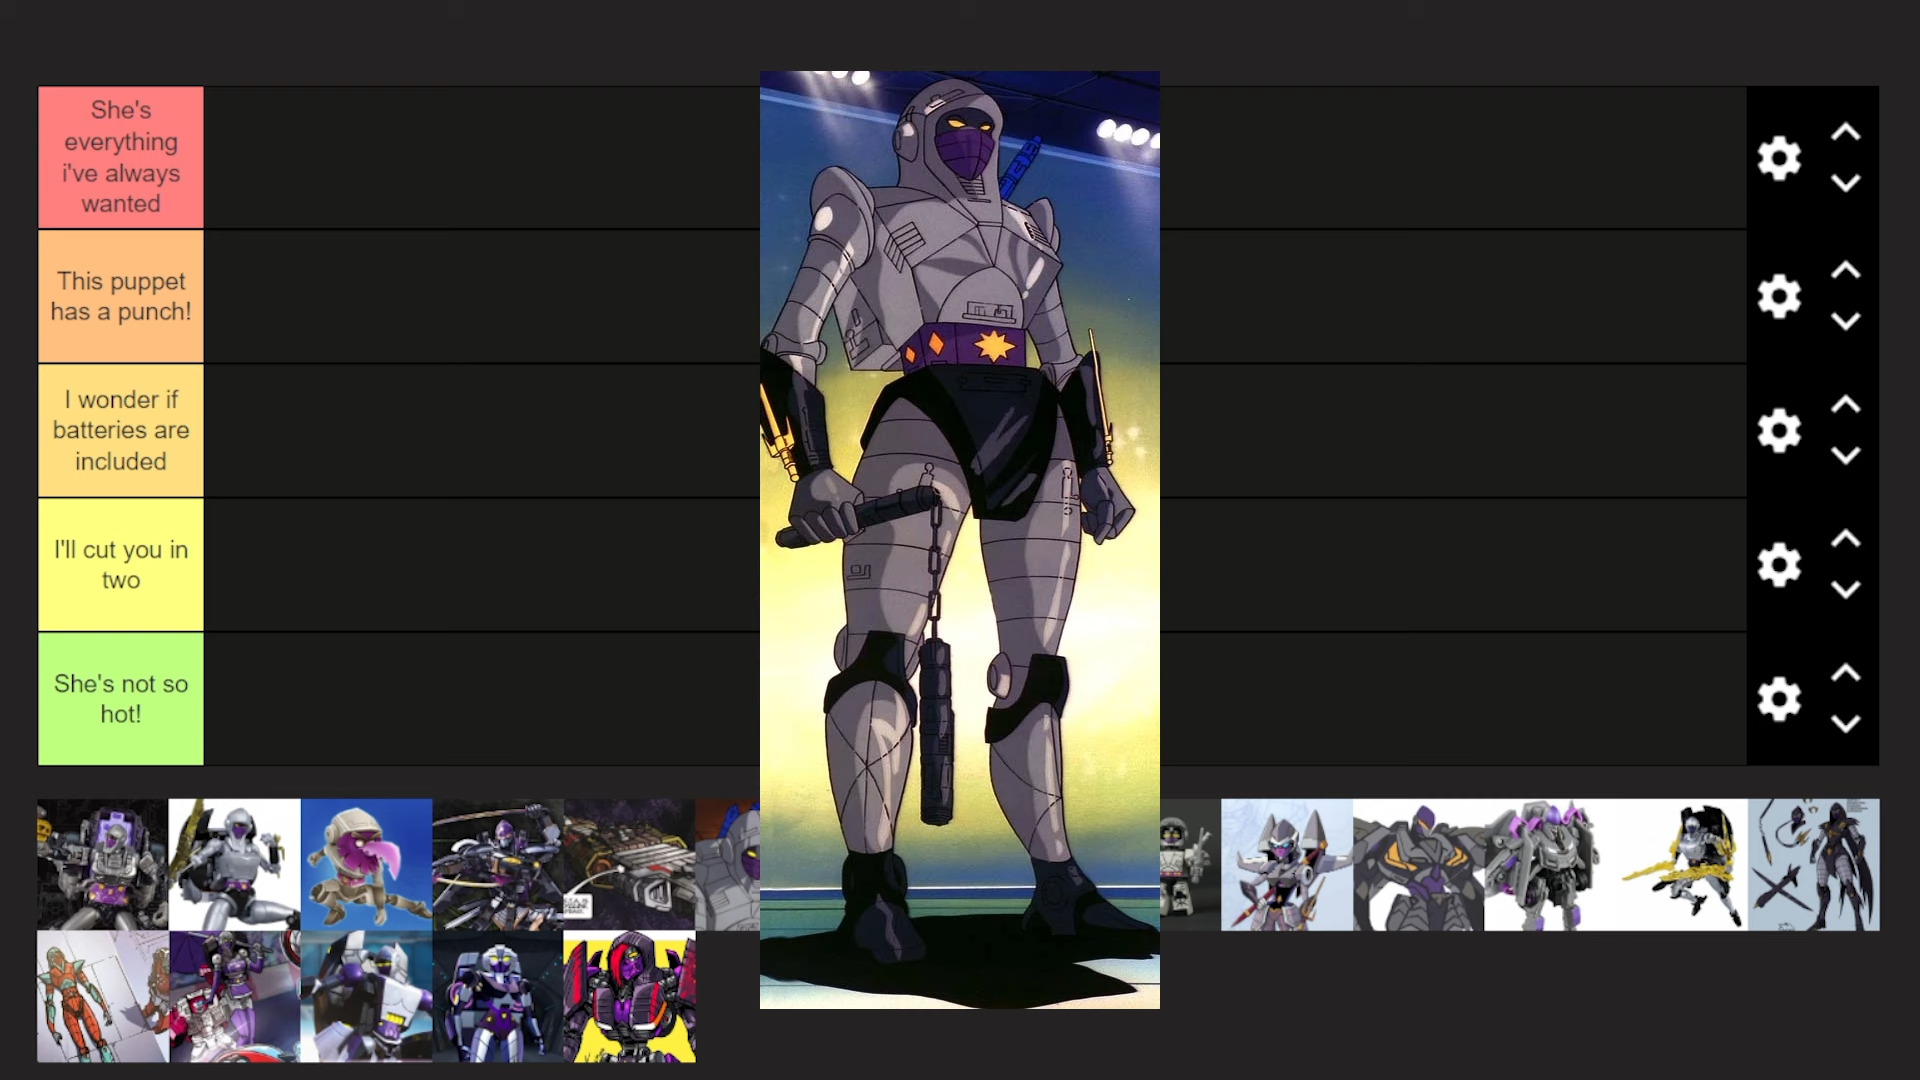 She's
everything
i've always
wanted
This puppet
has a punch!
I wonder if
batteries are
included
I'll cut you in
two
She's not so
hot!